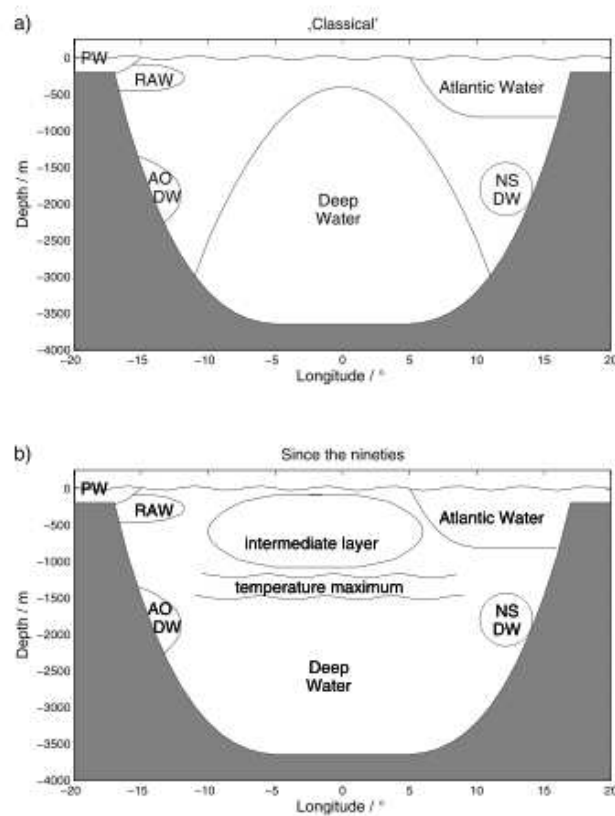 a)
‚Classical'
PW
RAW
Atlantic Water
AO
DW
Deep
Water
NS
DW
0
−500
−1000
−1500
−2000
−2500
−3000
−3500
−4000
Depth / m
−20
−15
−10
−5
0
5
10
15
20
Longitude / °
b)
Since the nineties
PW
RAW
intermediate layer
Atlantic Water
temperature maximum
AO
DW
NS
DW
Deep
Water
0
−500
−1000
−1500
−2000
−2500
−3000
−3500
−4000
Depth / m
−20
−15
−10
−5
0
5
10
15
20
Longitude / °